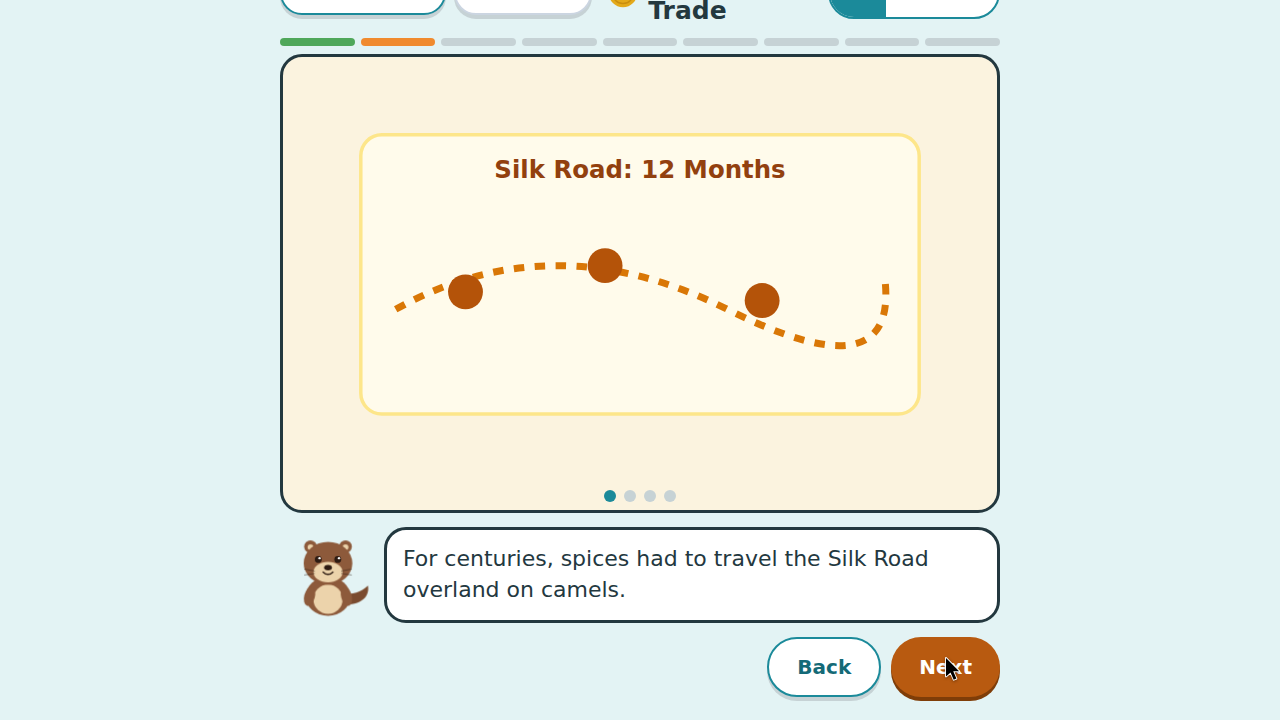 Trade
Silk Road: 12 Months
For centuries, spices had to travel the Silk Road
overland on camels.
Back
Next